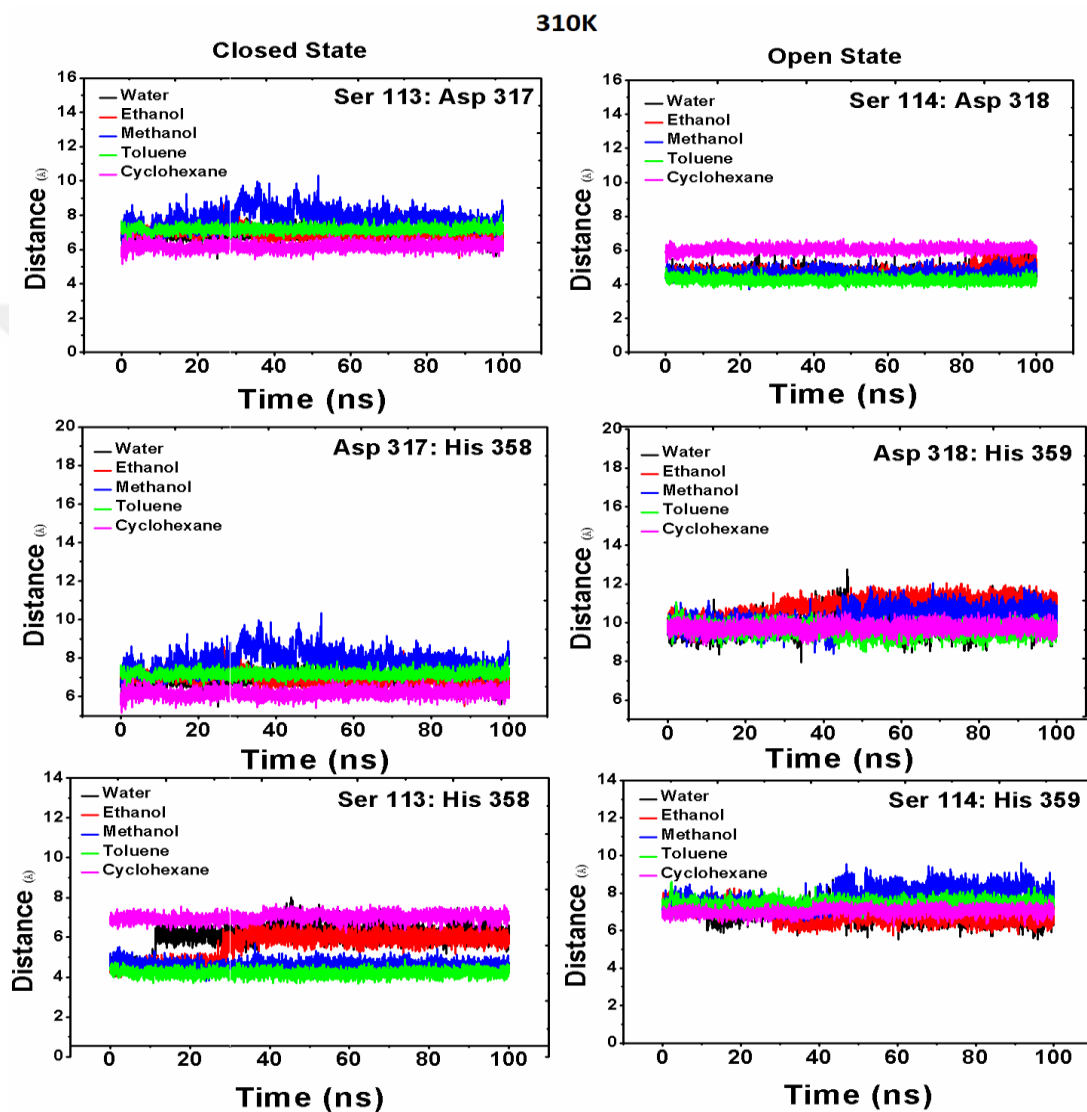 310K
Closed State
Open State
16
14
12
10
8
6
4
2
0
Distance (Å)
Water
Ethanol
Methanol
Toluene
Cyclohexane
Ser 113: Asp 317
0 20 40 60 80 100
Time (ns)
16
14
12
10
8
6
4
2
0
Distance (Å)
Water
Ethanol
Methanol
Toluene
Cyclohexane
Ser 114: Asp 318
0 20 40 60 80 100
Time (ns)
20
18
16
14
12
10
8
6
Distance (Å)
Water
Ethanol
Methanol
Toluene
Cyclohexane
Asp 317: His 358
0 20 40 60 80 100
Time (ns)
20
18
16
14
12
10
8
6
Distance (Å)
Water
Ethanol
Methanol
Toluene
Cyclohexane
Asp 318: His 359
0 20 40 60 80 100
Time (ns)
14
12
10
8
6
4
2
0
Distance (Å)
Water
Ethanol
Methanol
Toluene
Cyclohexane
Ser 113: His 358
0 20 40 60 80 100
Time (ns)
14
12
10
8
6
4
2
0
Distance (Å)
Water
Ethanol
Methanol
Toluene
Cyclohexane
Ser 114: His 359
0 20 40 60 80 100
Time (ns)